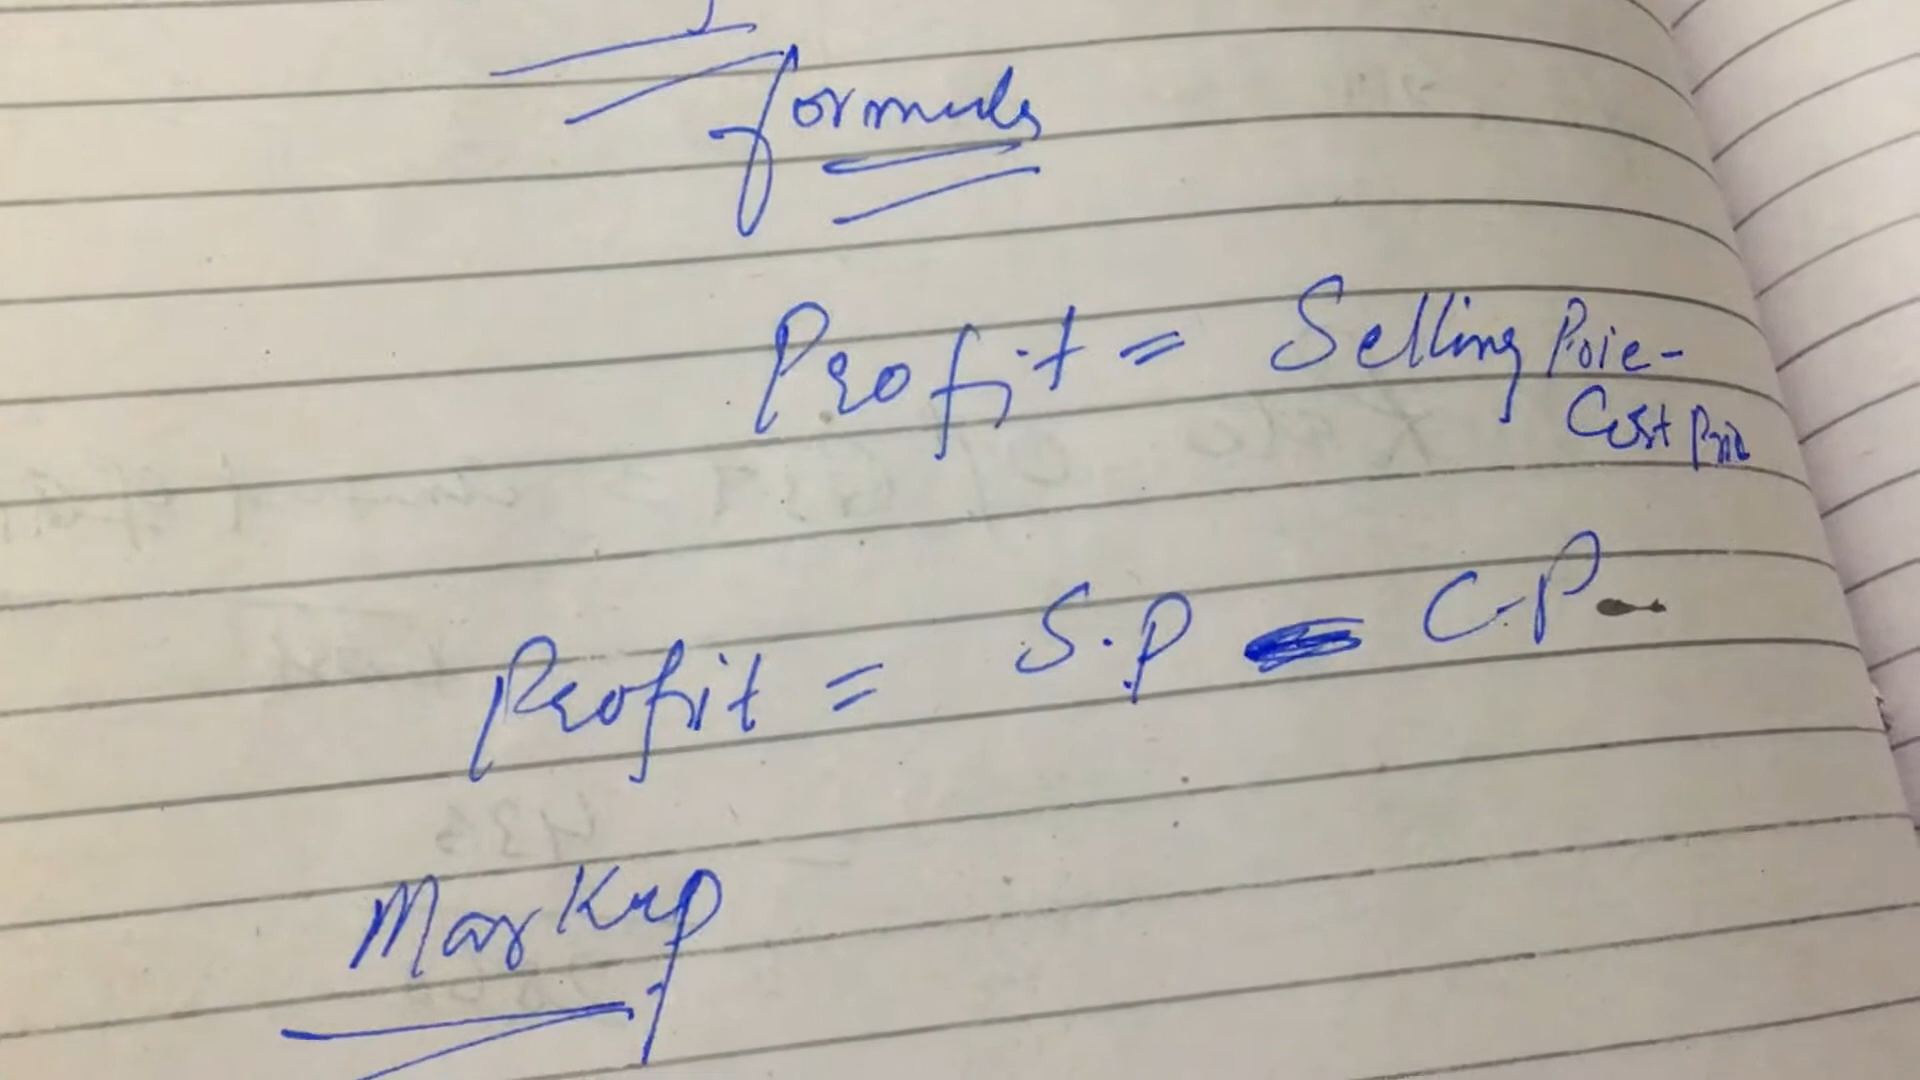 Formula
Profit = Selling Price -
Cost Price
Profit = S.P - C.P
Markup